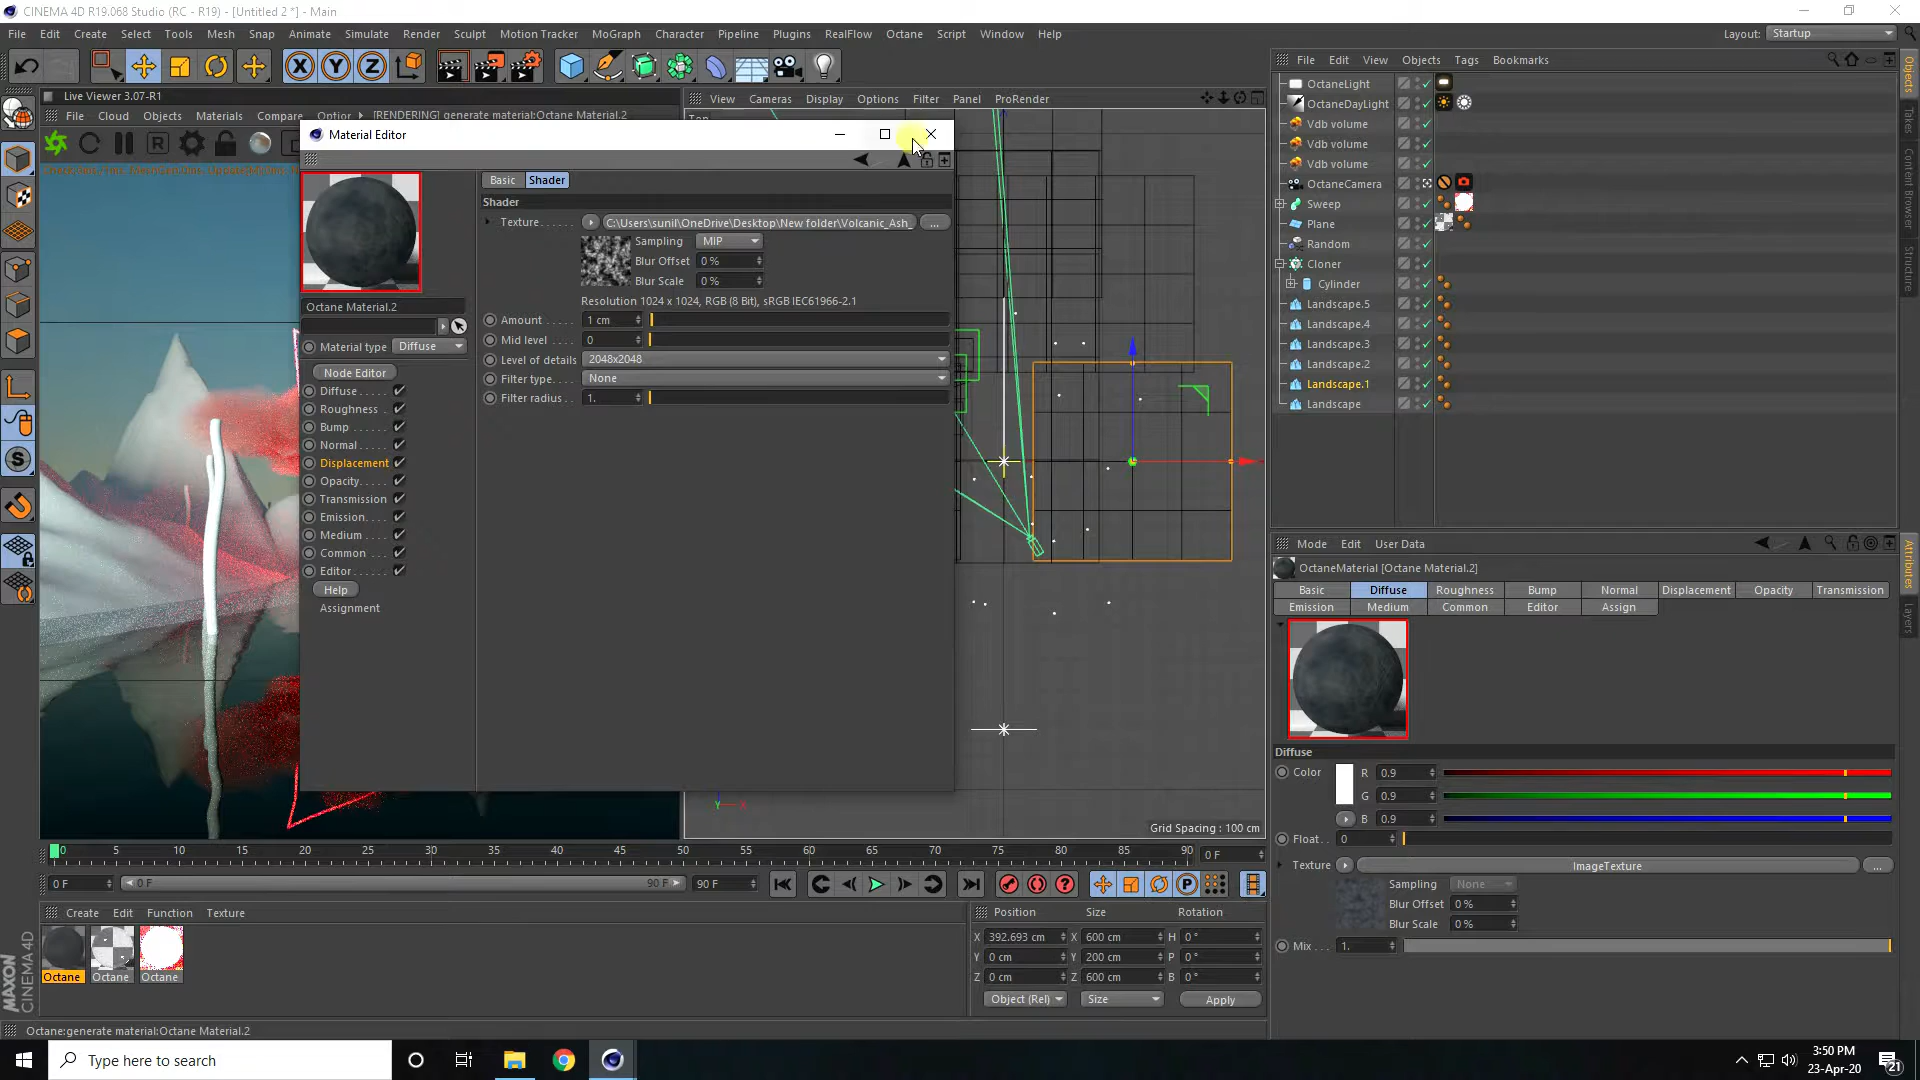 CINEMA 4D R19.068 Studio (RC - R19) - [Untitled 2 *] - Main
File Edit Create Select Tools Mesh Snap Animate Simulate Render Sculpt Motion Tracker MoGraph Character Pipeline Plugins RealFlow Octane Script Window Help
Layout: Startup
Live Viewer 3.07-R1
File Cloud Objects Materials Compare
[RENDERING] generate material:Octane Material.2
View Cameras Display Options Filter Panel ProRender
File Edit View Objects Tags Bookmarks
Material Editor
Basic Shader
Shader
Texture
C:\Users\sunil\OneDrive\Desktop\New folder\Volcanic_Ash_
Sampling MIP
Blur Offset 0 %
Blur Scale 0 %
Resolution 1024 x 1024, RGB (8 Bit), sRGB IEC61966-2.1
Amount 1 cm
Mid level 0
Level of details 2048x2048
Filter type None
Filter radius 1.
Octane Material.2
Material type Diffuse
Node Editor
Diffuse
Roughness
Bump
Normal
Displacement
Opacity
Transmission
Emission
Medium
Common
Editor
Help
Assignment
OctaneLight
OctaneDayLight
Vdb volume
Vdb volume
Vdb volume
OctaneCamera
Sweep
Plane
Random
Cloner
Cylinder
Landscape.5
Landscape.4
Landscape.3
Landscape.2
Landscape.1
Landscape
Objects
Takes
Content Browser
Structure
Attributes
Layers
Mode Edit User Data
OctaneMaterial [Octane Material.2]
Basic Diffuse Roughness Bump Normal Displacement Opacity Transmission
Emission Medium Common Editor Assign
Diffuse
Color R 0.9
G 0.9
B 0.9
Float 0
Texture ImageTexture
Sampling None
Blur Offset 0 %
Blur Scale 0 %
Mix 1.
Y X
Grid Spacing : 100 cm
0 5 10 15 20 25 30 35 40 45 50 55 60 65 70 75 80 85 90 0 F
0 F 0 F 90 F 90 F
Create Edit Function Texture
Octane Octane Octane
Position Size Rotation
X 392.693 cm X 600 cm H 0 °
Y 0 cm Y 200 cm P 0 °
Z 0 cm Z 600 cm B 0 °
Object (Rel) Size Apply
MAXON
CINEMA 4D
Octane:generate material:Octane Material.2
Type here to search
3:50 PM
23-Apr-20
21